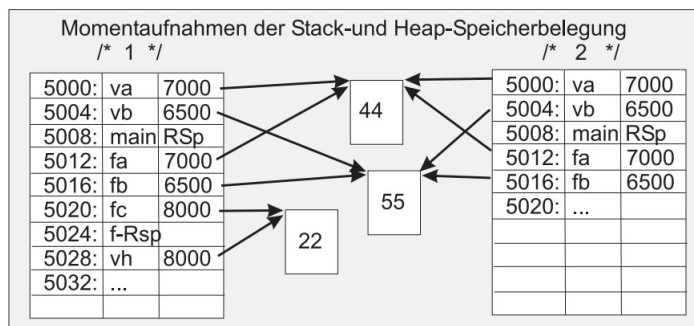 Momentaufnahmen der Stack-und Heap-Speicherbelegung
/* 1 */
5000: va 7000
5004: vb 6500
5008: main RSp
5012: fa 7000
5016: fb 6500
5020: fc 8000
5024: f-Rsp
5028: vh 8000
5032: ...
44
55
22
/* 2 */
5000: va 7000
5004: vb 6500
5008: main RSp
5012: fa 7000
5016: fb 6500
5020: ...